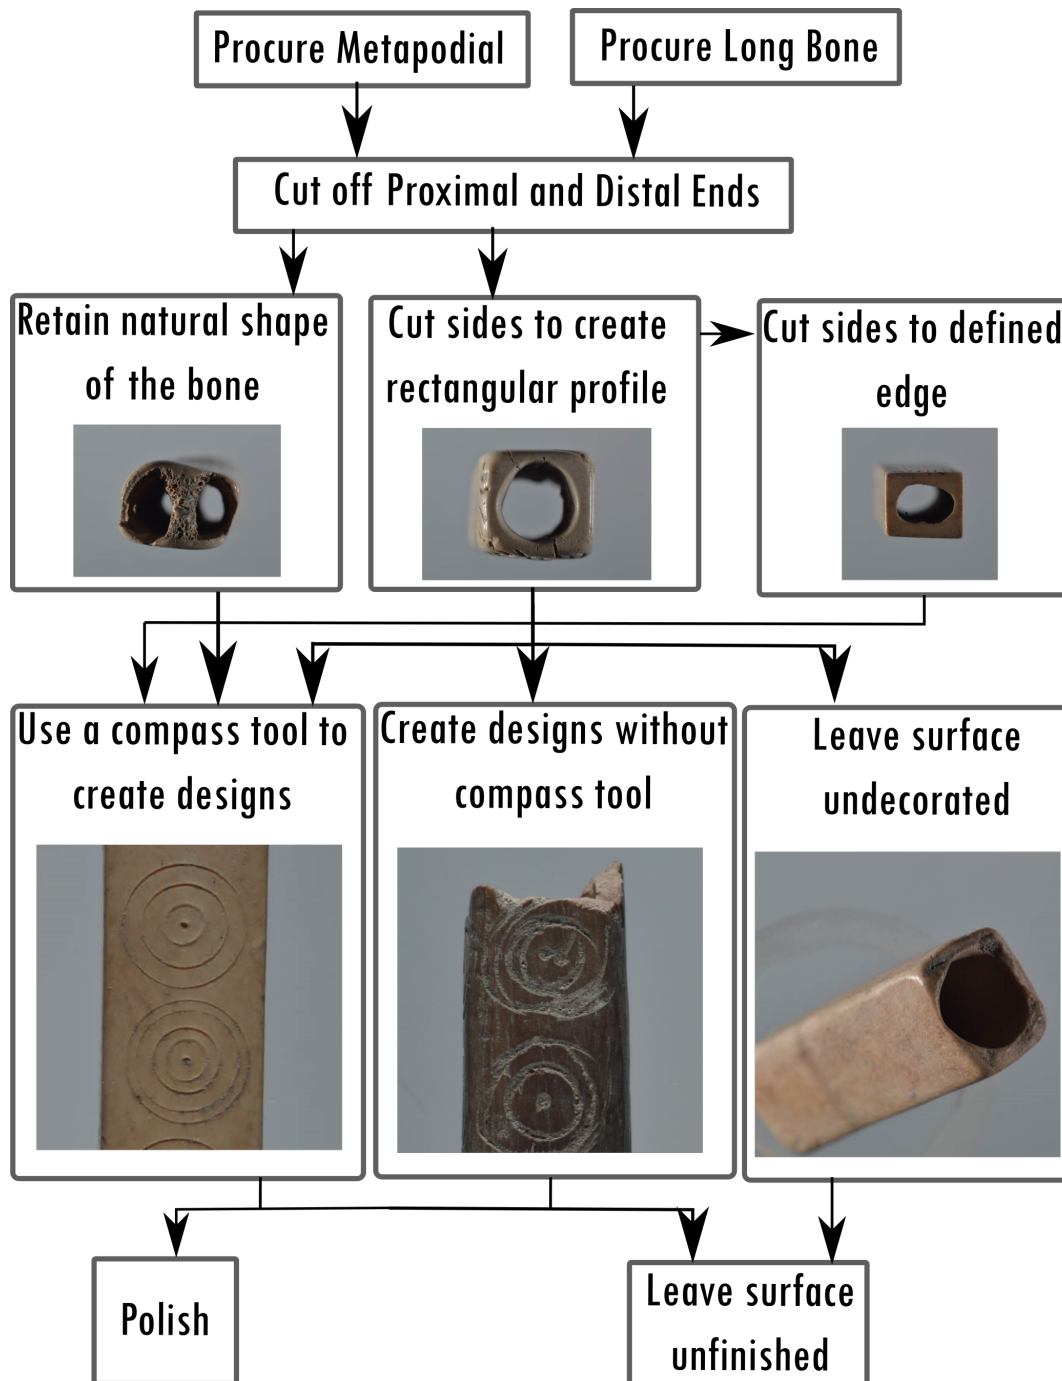 Procure Metapodial
Procure Long Bone
Cut off Proximal and Distal Ends
Retain natural shape
of the bone
Cut sides to create
rectangular profile
Cut sides to defined
edge
Use a compass tool to
create designs
Create designs without
compass tool
Leave surface
undecorated
Polish
Leave surface
unfinished